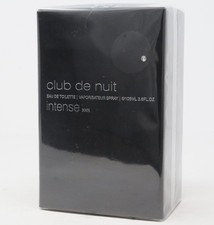 club de nuit
EAU DE TOILETTE | VAPORISATEUR SPRAY | 105ML 3.6FL.OZ
intense man